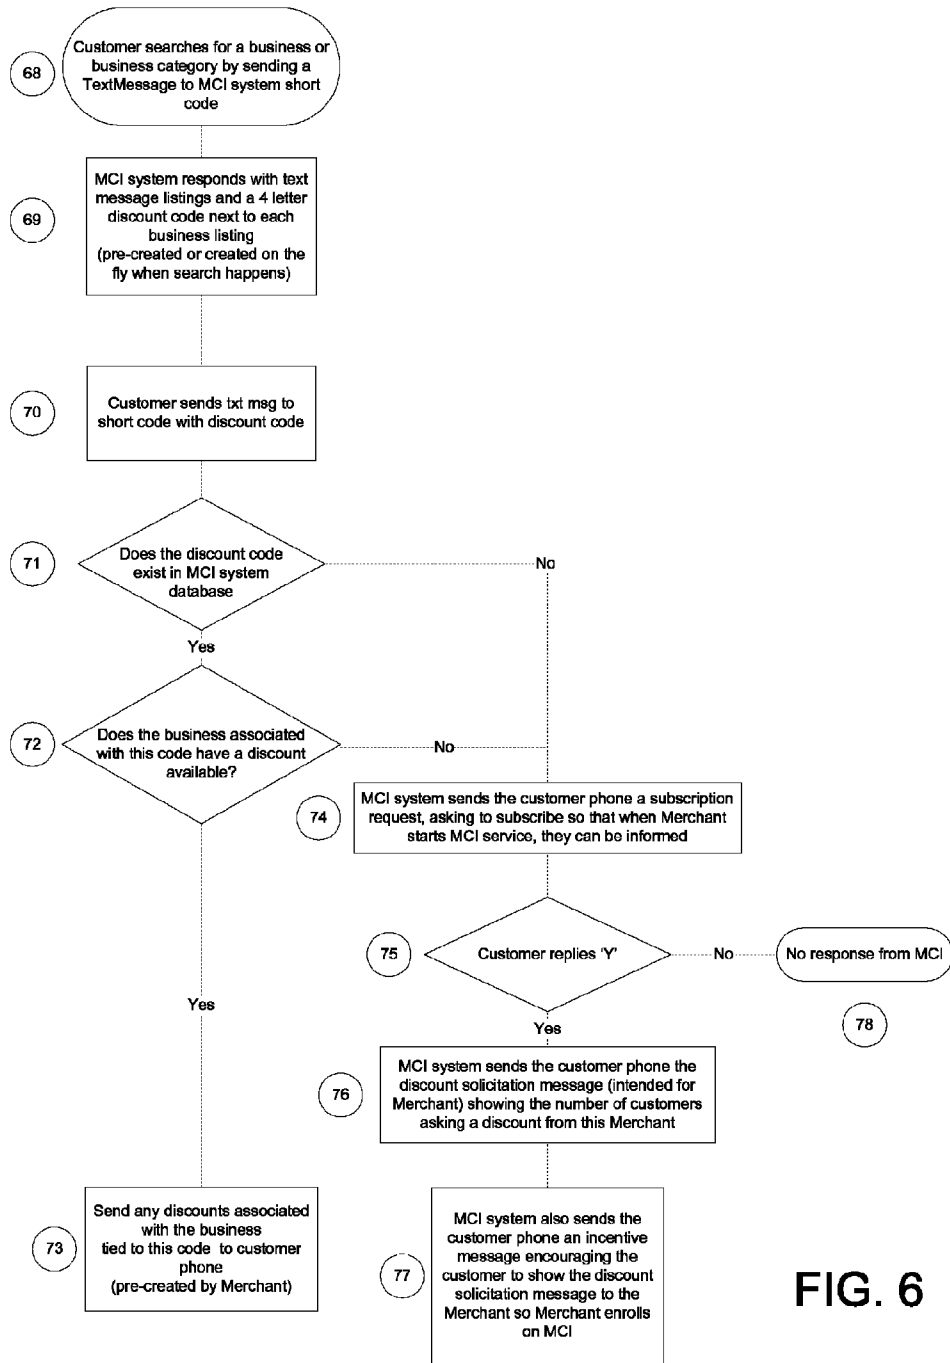 Customer searches for a business or
business category by sending a
TextMessage to MCI system short
code
68
MCI system responds with text
message listings and a 4 letter
discount code next to each
business listing
(pre-created or created on the
fly when search happens)
69
Customer sends txt msg to
short code with discount code
70
Does the discount code
exist in MCI system
database
71
No
Yes
Does the business associated
with this code have a discount
available?
72
No
MCI system sends the customer phone a subscription
request, asking to subscribe so that when Merchant
starts MCI service, they can be informed
74
Customer replies 'Y'
75
No
No response from MCI
78
Yes
Yes
MCI system sends the customer phone the
discount solicitation message (intended for
Merchant) showing the number of customers
asking a discount from this Merchant
76
Send any discounts associated
with the business
tied to this code to customer
phone
(pre-created by Merchant)
73
MCI system also sends the
customer phone an incentive
message encouraging the
customer to show the discount
solicitation message to the
Merchant so Merchant enrolls
on MCI
77
FIG. 6